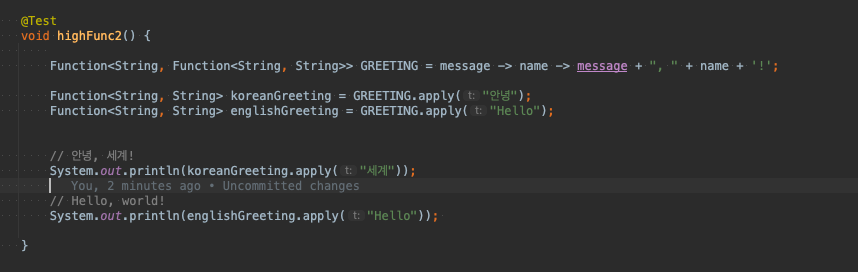 @Test
void highFunc2() {
Function<String, Function<String, String>> GREETING = message -> name -> message + ", " + name + '!';
Function<String, String> koreanGreeting = GREETING.apply( t: "안녕");
Function<String, String> englishGreeting = GREETING.apply( t: "Hello");
// 안녕, 세계!
System.out.println(koreanGreeting.apply( t: "세계"));
You, 2 minutes ago • Uncommitted changes
// Hello, world!
System.out.println(englishGreeting.apply( t: "Hello"));
}